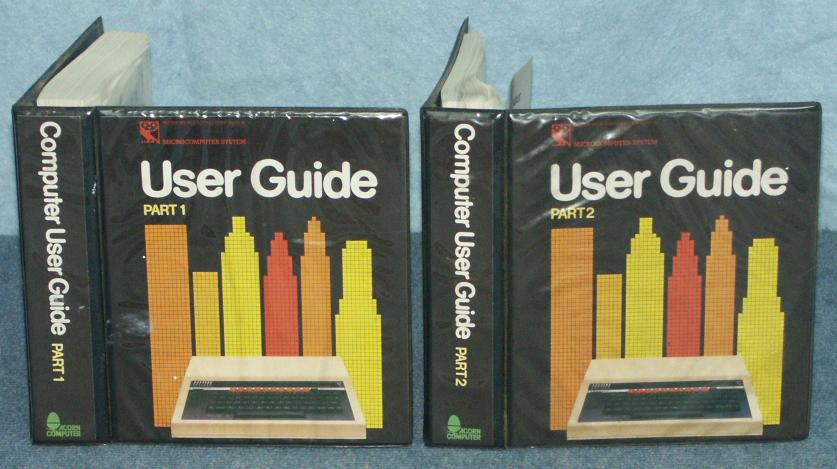 Computer User Guide PART 1
ACORN
COMPUTER
MICROCOMPUTER SYSTEM
User Guide
PART 1
Computer User Guide PART 2
ACORN
COMPUTER
MICROCOMPUTER SYSTEM
User Guide
PART 2